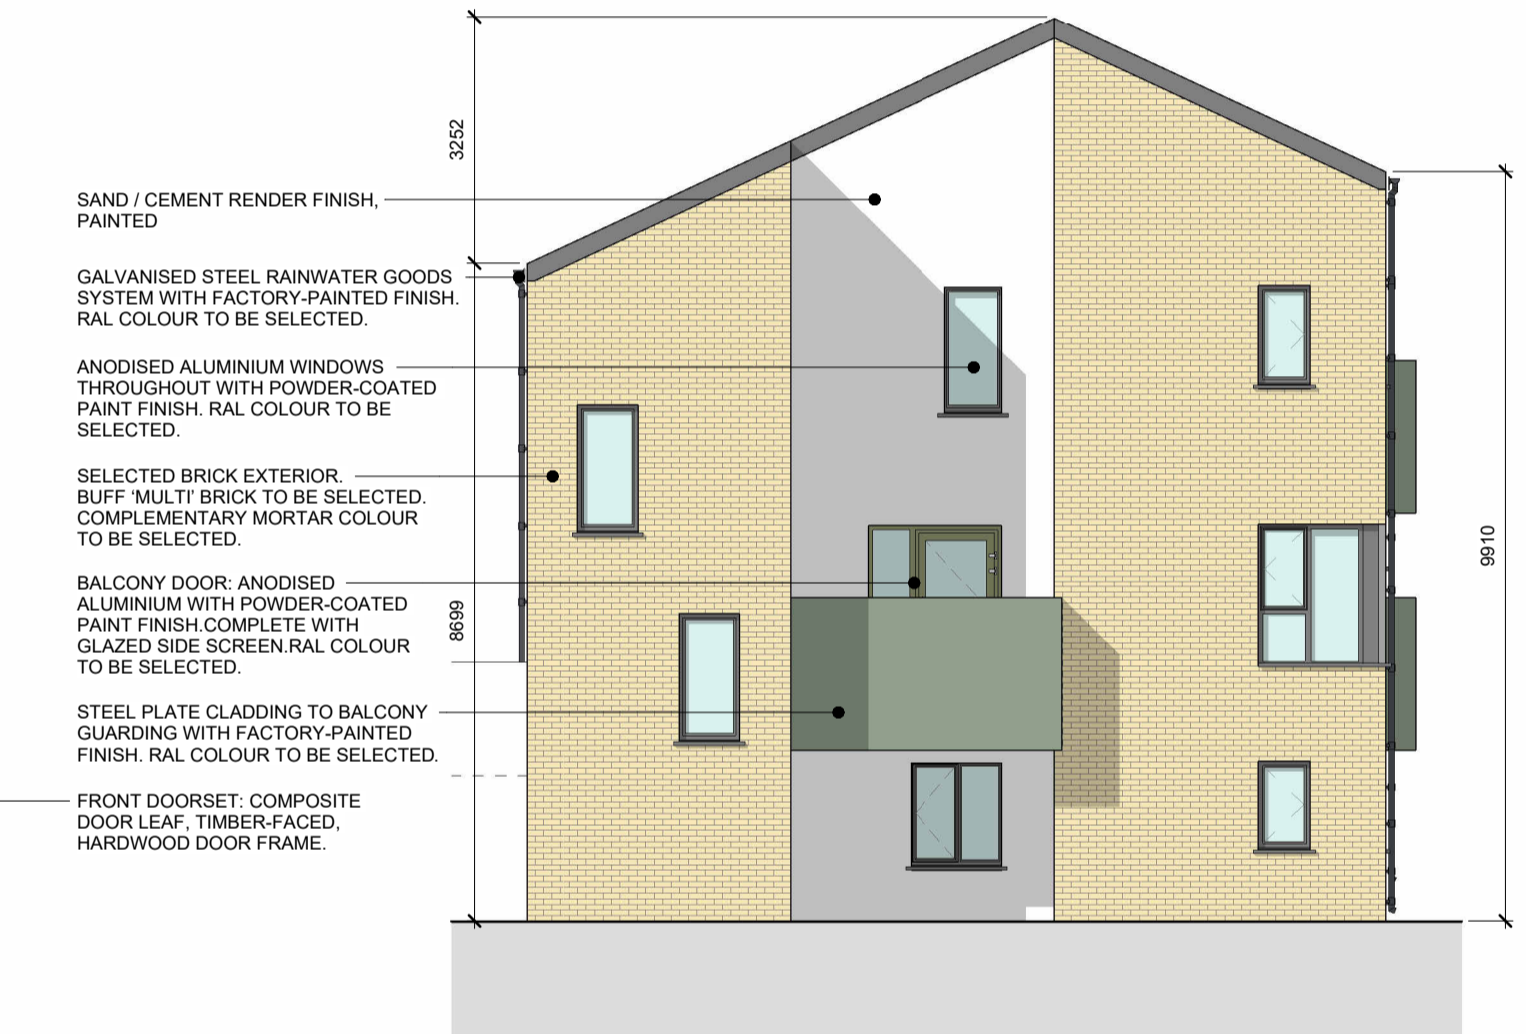 3252
SAND / CEMENT RENDER FINISH,
PAINTED
GALVANISED STEEL RAINWATER GOODS
SYSTEM WITH FACTORY-PAINTED FINISH.
RAL COLOUR TO BE SELECTED.
ANODISED ALUMINIUM WINDOWS
THROUGHOUT WITH POWDER-COATED
PAINT FINISH. RAL COLOUR TO BE
SELECTED.
SELECTED BRICK EXTERIOR.
BUFF ‘MULTI’ BRICK TO BE SELECTED.
COMPLEMENTARY MORTAR COLOUR
TO BE SELECTED.
BALCONY DOOR: ANODISED
ALUMINIUM WITH POWDER-COATED
PAINT FINISH.COMPLETE WITH
GLAZED SIDE SCREEN.RAL COLOUR
TO BE SELECTED.
8699
STEEL PLATE CLADDING TO BALCONY
GUARDING WITH FACTORY-PAINTED
FINISH. RAL COLOUR TO BE SELECTED.
FRONT DOORSET: COMPOSITE
DOOR LEAF, TIMBER-FACED,
HARDWOOD DOOR FRAME.
9910